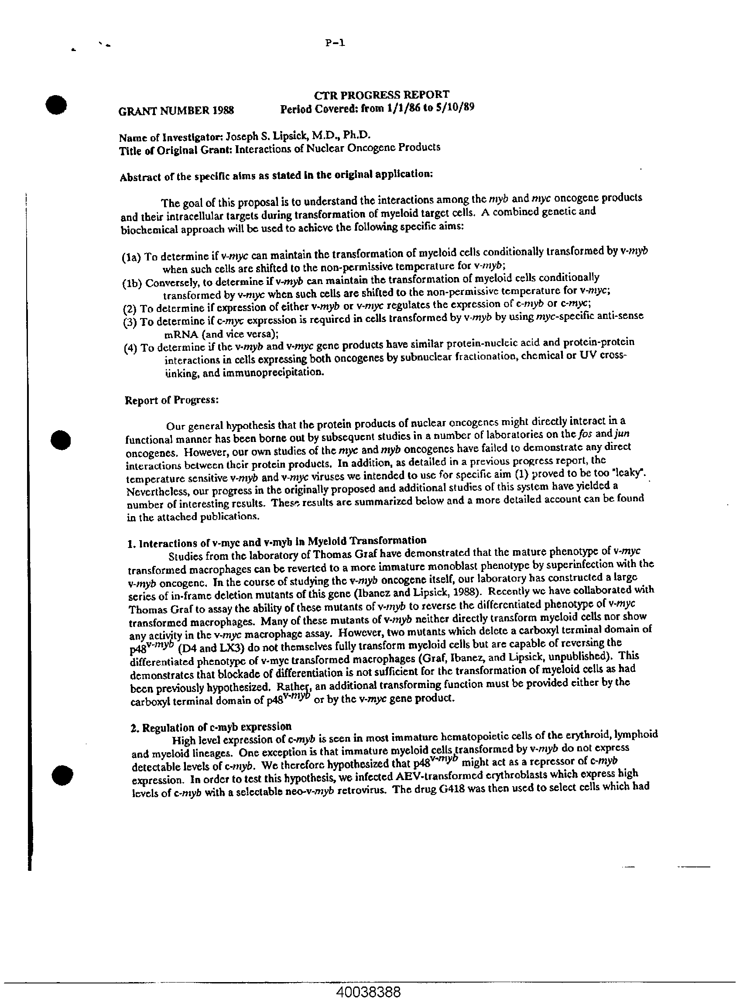 P-1
CTR PROGRESS REPORT
GRANT NUMBER 1988 Period Covered: from 1/1/86 to 5/10/89
Name of Investigator: Joseph S. Lipsick, M.D., Ph.D.
Title of Original Grant: Interactions of Nuclear Oncogene Products
Abstract of the specific aims as stated in the original application:
The goal of this proposal is to understand the interactions among the myb and myc oncogene products
and their intracellular targets during transformation of myeloid target cells. A combined genetic and
biochemical approach will be used to achieve the following specific aims:
(1a) To determine if v-myc can maintain the transformation of myeloid cells conditionally transformed by v-myb
when such cells are shifted to the non-permissive temperature for v-myb;
(1b) Conversely, to determine if v-myb can maintain the transformation of myeloid cells conditionally
transformed by v-myc when such cells are shifted to the non-permissive temperature for v-myc;
(2) To determine if expression of either v-myb or v-myc regulates the expression of c-myb or c-myc;
(3) To determine if c-myc expression is required in cells transformed by v-myb by using myc-specific anti-sense
mRNA (and vice versa);
(4) To determine if the v-myb and v-myc gene products have similar protein-nucleic acid and protein-protein
interactions in cells expressing both oncogenes by subnuclear fractionation, chemical or UV cross-
linking, and immunoprecipitation.
Report of Progress:
Our general hypothesis that the protein products of nuclear oncogenes might directly interact in a
functional manner has been borne out by subsequent studies in a number of laboratories on the fos and jun
oncogenes. However, our own studies of the myc and myb oncogenes have failed to demonstrate any direct
interactions between their protein products. In addition, as detailed in a previous progress report, the
temperature sensitive v-myb and v-myc viruses we intended to use for specific aim (1) proved to be too "leaky".
Nevertheless, our progress in the originally proposed and additional studies of this system have yielded a
number of interesting results. These results are summarized below and a more detailed account can be found
in the attached publications.
1. Interactions of v-myc and v-myb in Myeloid Transformation
Studies from the laboratory of Thomas Graf have demonstrated that the mature phenotype of v-myc
transformed macrophages can be reverted to a more immature monoblast phenotype by superinfection with the
v-myb oncogene. In the course of studying the v-myb oncogene itself, our laboratory has constructed a large
series of in-frame deletion mutants of this gene (Ibanez and Lipsick, 1988). Recently we have collaborated with
Thomas Graf to assay the ability of these mutants of v-myb to reverse the differentiated phenotype of v-myc
transformed macrophages. Many of these mutants of v-myb neither directly transform myeloid cells nor show
any activity in the v-myc macrophage assay. However, two mutants which delete a carboxyl terminal domain of
p48v-myb (D4 and LX3) do not themselves fully transform myeloid cells but are capable of reversing the
differentiated phenotype of v-myc transformed macrophages (Graf, Ibanez, and Lipsick, unpublished). This
demonstrates that blockade of differentiation is not sufficient for the transformation of myeloid cells as had
been previously hypothesized. Rather, an additional transforming function must be provided either by the
carboxyl terminal domain of p48v-myb or by the v-myc gene product.
2. Regulation of c-myb expression
High level expression of c-myb is seen in most immature hematopoietic cells of the erythroid, lymphoid
and myeloid lineages. One exception is that immature myeloid cells transformed by v-myb do not express
detectable levels of c-myb. We therefore hypothesized that p48v-myb might act as a repressor of c-myb
expression. In order to test this hypothesis, we infected AEV-transformed erythroblasts which express high
levels of c-myb with a selectable neo-v-myb retrovirus. The drug G418 was then used to select cells which had
40038388